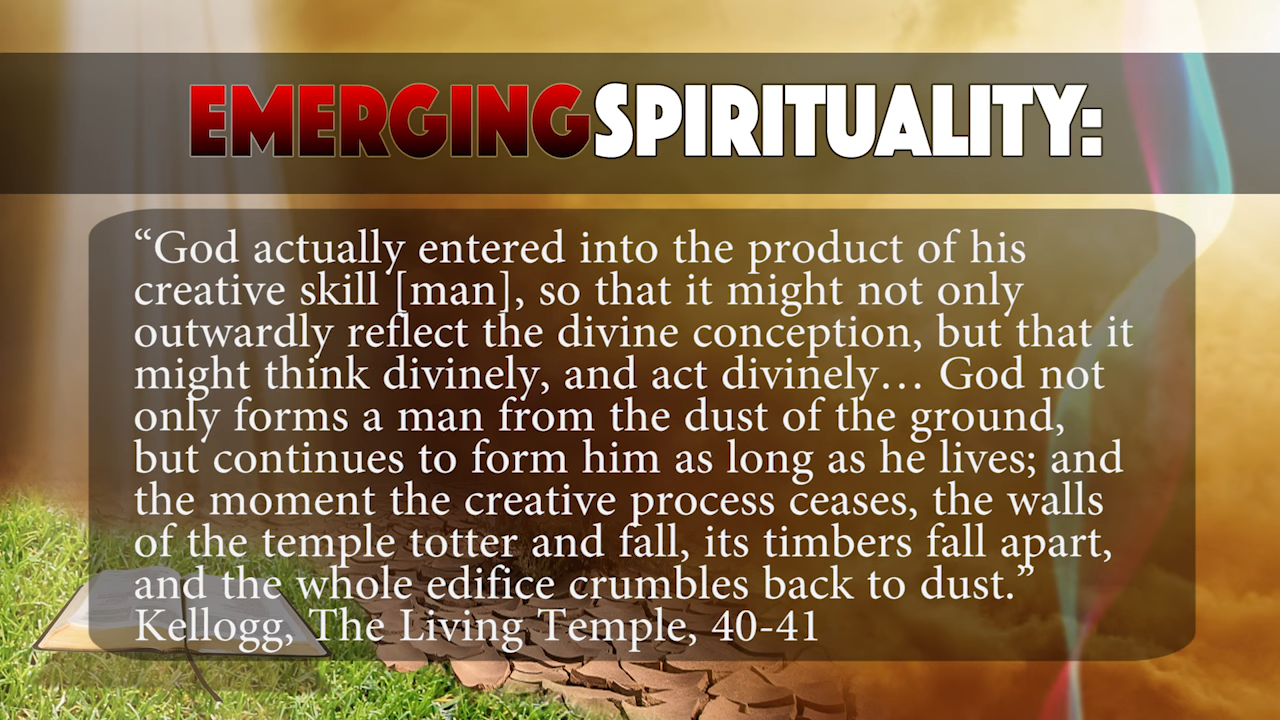 EMERGINGSPIRITUALITY:
“God actually entered into the product of his
creative skill [man], so that it might not only
outwardly reflect the divine conception, but that it
might think divinely, and act divinely… God not
only forms a man from the dust of the ground,
but continues to form him as long as he lives; and
the moment the creative process ceases, the walls
of the temple totter and fall, its timbers fall apart,
and the whole edifice crumbles back to dust.”
Kellogg, The Living Temple, 40-41